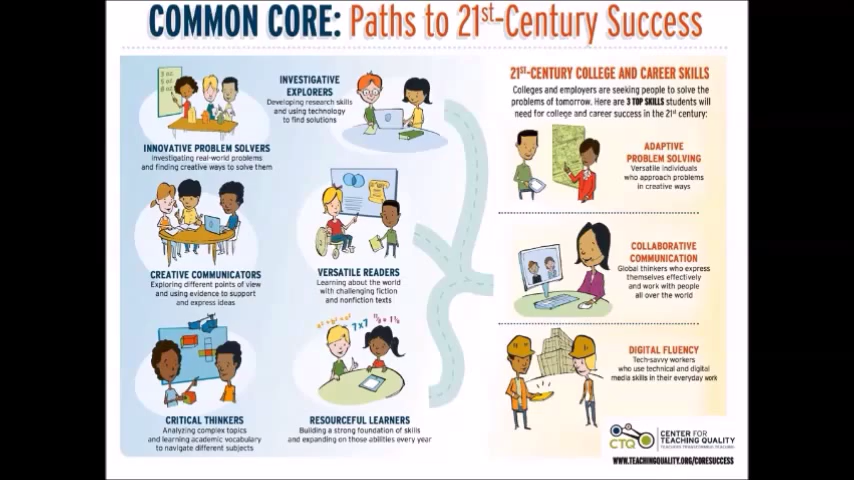 COMMON CORE: Paths to 21st-Century Success
INVESTIGATIVE
EXPLORERS
Developing research skills
and using technology
to find solutions
INNOVATIVE PROBLEM SOLVERS
Investigating real-world problems
and finding creative ways to solve them
CREATIVE COMMUNICATORS
Exploring different points of view
and using evidence to support
and express ideas
VERSATILE READERS
Learning about the world
with challenging fiction
and nonfiction texts
7x7
CRITICAL THINKERS
Analyzing complex topics
and learning academic vocabulary
to navigate different subjects
RESOURCEFUL LEARNERS
Building a strong foundation of skills
and expanding on those abilities every year
21ST-CENTURY COLLEGE AND CAREER SKILLS
Colleges and employers are seeking people to solve the
problems of tomorrow. Here are 3 TOP SKILLS students will
need for college and career success in the 21st century:
ADAPTIVE
PROBLEM SOLVING
Versatile individuals
who approach problems
in creative ways
COLLABORATIVE
COMMUNICATION
Global thinkers who express
themselves effectively
and work with people
all over the world
DIGITAL FLUENCY
Tech-savvy workers
who use technical and digital
media skills in their everyday work
CTQ
CENTER FOR
TEACHING QUALITY
TEACHERS TRANSFORMING TEACHING
WWW.TEACHINGQUALITY.ORG/CORESUCCESS